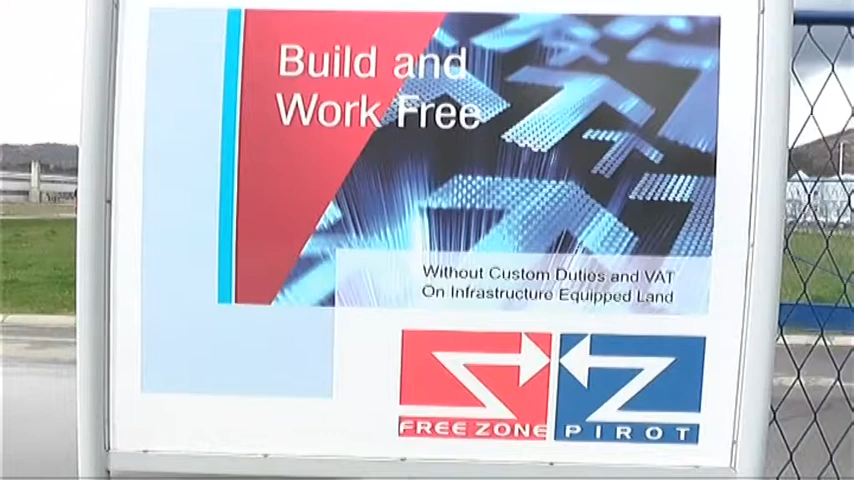 Build and
Work Free
Without Custom Duties and VAT
On Infrastructure Equipped Land
FREE ZONE PIROT